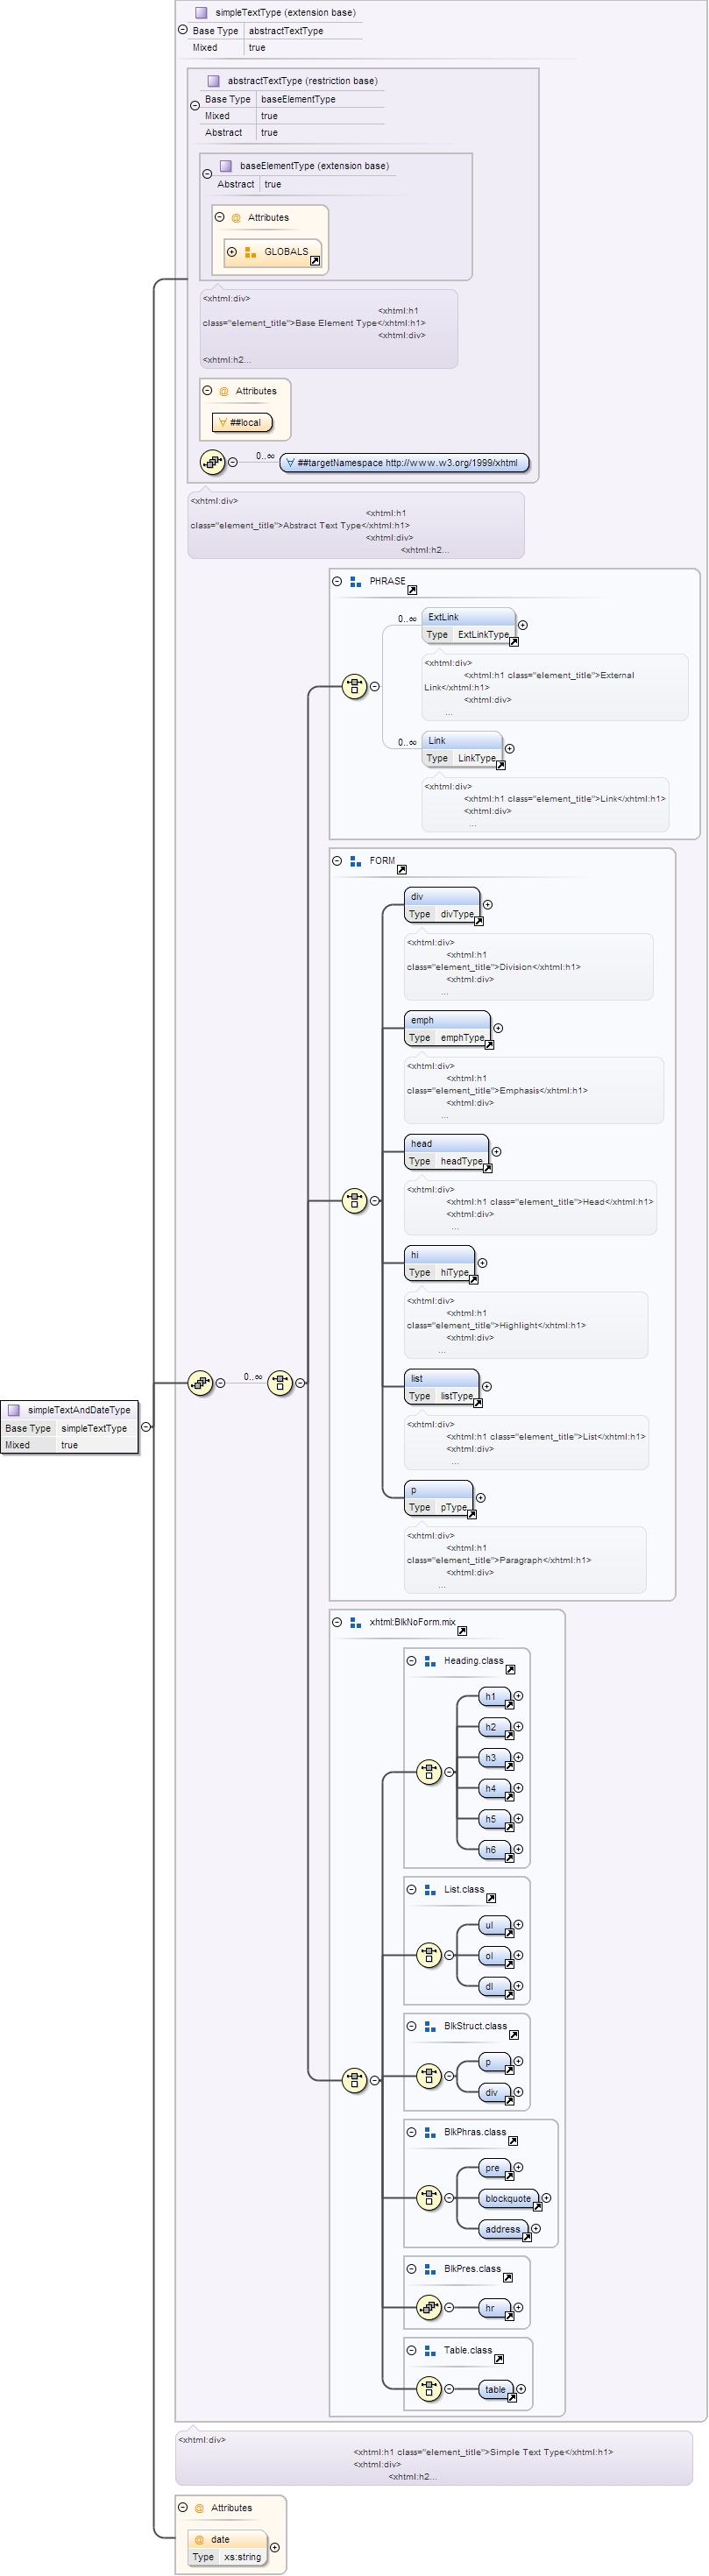 simpleTextType (extension base)
Base Type abstractTextType
Mixed true
abstractTextType (restriction base)
Base Type baseElementType
Mixed true
Abstract true
baseElementType (extension base)
Abstract true
@ Attributes
GLOBALS
<xhtml:div>
<xhtml:h1
class="element_title">Base Element Type</xhtml:h1>
<xhtml:div>
<xhtml:h2...
@ Attributes
∀ ##local
0..∞
∀ ##targetNamespace http://www.w3.org/1999/xhtml
<xhtml:div>
<xhtml:h1
class="element_title">Abstract Text Type</xhtml:h1>
<xhtml:div>
<xhtml:h2...
PHRASE
0..∞
ExtLink
Type ExtLinkType
<xhtml:div>
<xhtml:h1 class="element_title">External
Link</xhtml:h1>
<xhtml:div>
...
0..∞
Link
Type LinkType
<xhtml:div>
<xhtml:h1 class="element_title">Link</xhtml:h1>
<xhtml:div>
...
FORM
div
Type divType
<xhtml:div>
<xhtml:h1
class="element_title">Division</xhtml:h1>
<xhtml:div>
...
emph
Type emphType
<xhtml:div>
<xhtml:h1
class="element_title">Emphasis</xhtml:h1>
<xhtml:div>
...
head
Type headType
<xhtml:div>
<xhtml:h1 class="element_title">Head</xhtml:h1>
<xhtml:div>
...
hi
Type hiType
<xhtml:div>
<xhtml:h1
class="element_title">Highlight</xhtml:h1>
<xhtml:div>
...
0..∞
list
Type listType
<xhtml:div>
<xhtml:h1 class="element_title">List</xhtml:h1>
<xhtml:div>
...
simpleTextAndDateType
Base Type simpleTextType
Mixed true
p
Type pType
<xhtml:div>
<xhtml:h1
class="element_title">Paragraph</xhtml:h1>
<xhtml:div>
...
xhtml:BlkNoForm.mix
Heading.class
h1
h2
h3
h4
h5
h6
List.class
ul
ol
dl
BlkStruct.class
p
div
BlkPhras.class
pre
blockquote
address
BlkPres.class
hr
Table.class
table
<xhtml:div>
<xhtml:h1 class="element_title">Simple Text Type</xhtml:h1>
<xhtml:div>
<xhtml:h2...
@ Attributes
@ date
Type xs:string